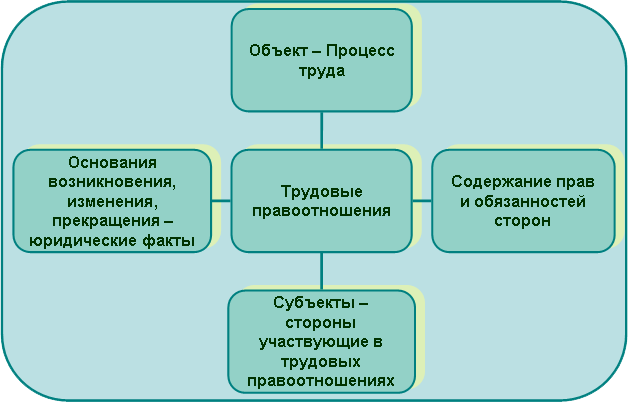 Объект – Процесс
труда
Основания
возникновения,
изменения,
прекращения –
юридические факты
Трудовые
правоотношения
Содержание прав
и обязанностей
сторон
Субъекты –
стороны
участвующие в
трудовых
правоотношениях